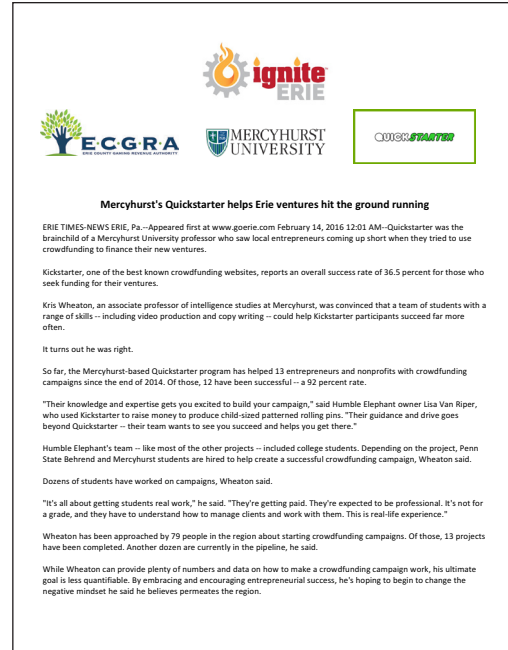 ignite
ERIE
E·C·G·R·A
ERIE COUNTY GAMING REVENUE AUTHORITY
MERCYHURST
UNIVERSITY
QUICKSTARTER
Mercyhurst's Quickstarter helps Erie ventures hit the ground running
ERIE TIMES-NEWS ERIE, Pa.--Appeared first at www.goerie.com February 14, 2016 12:01 AM--Quickstarter was the
brainchild of a Mercyhurst University professor who saw local entrepreneurs coming up short when they tried to use
crowdfunding to finance their new ventures.
Kickstarter, one of the best known crowdfunding websites, reports an overall success rate of 36.5 percent for those who
seek funding for their ventures.
Kris Wheaton, an associate professor of intelligence studies at Mercyhurst, was convinced that a team of students with a
range of skills -- including video production and copy writing -- could help Kickstarter participants succeed far more
often.
It turns out he was right.
So far, the Mercyhurst-based Quickstarter program has helped 13 entrepreneurs and nonprofits with crowdfunding
campaigns since the end of 2014. Of those, 12 have been successful -- a 92 percent rate.
"Their knowledge and expertise gets you excited to build your campaign," said Humble Elephant owner Lisa Van Riper,
who used Kickstarter to raise money to produce child-sized patterned rolling pins. "Their guidance and drive goes
beyond Quickstarter -- their team wants to see you succeed and helps you get there."
Humble Elephant's team -- like most of the other projects -- included college students. Depending on the project, Penn
State Behrend and Mercyhurst students are hired to help create a successful crowdfunding campaign, Wheaton said.
Dozens of students have worked on campaigns, Wheaton said.
"It's all about getting students real work," he said. "They're getting paid. They're expected to be professional. It's not for
a grade, and they have to understand how to manage clients and work with them. This is real-life experience."
Wheaton has been approached by 79 people in the region about starting crowdfunding campaigns. Of those, 13 projects
have been completed. Another dozen are currently in the pipeline, he said.
While Wheaton can provide plenty of numbers and data on how to make a crowdfunding campaign work, his ultimate
goal is less quantifiable. By embracing and encouraging entrepreneurial success, he's hoping to begin to change the
negative mindset he said he believes permeates the region.